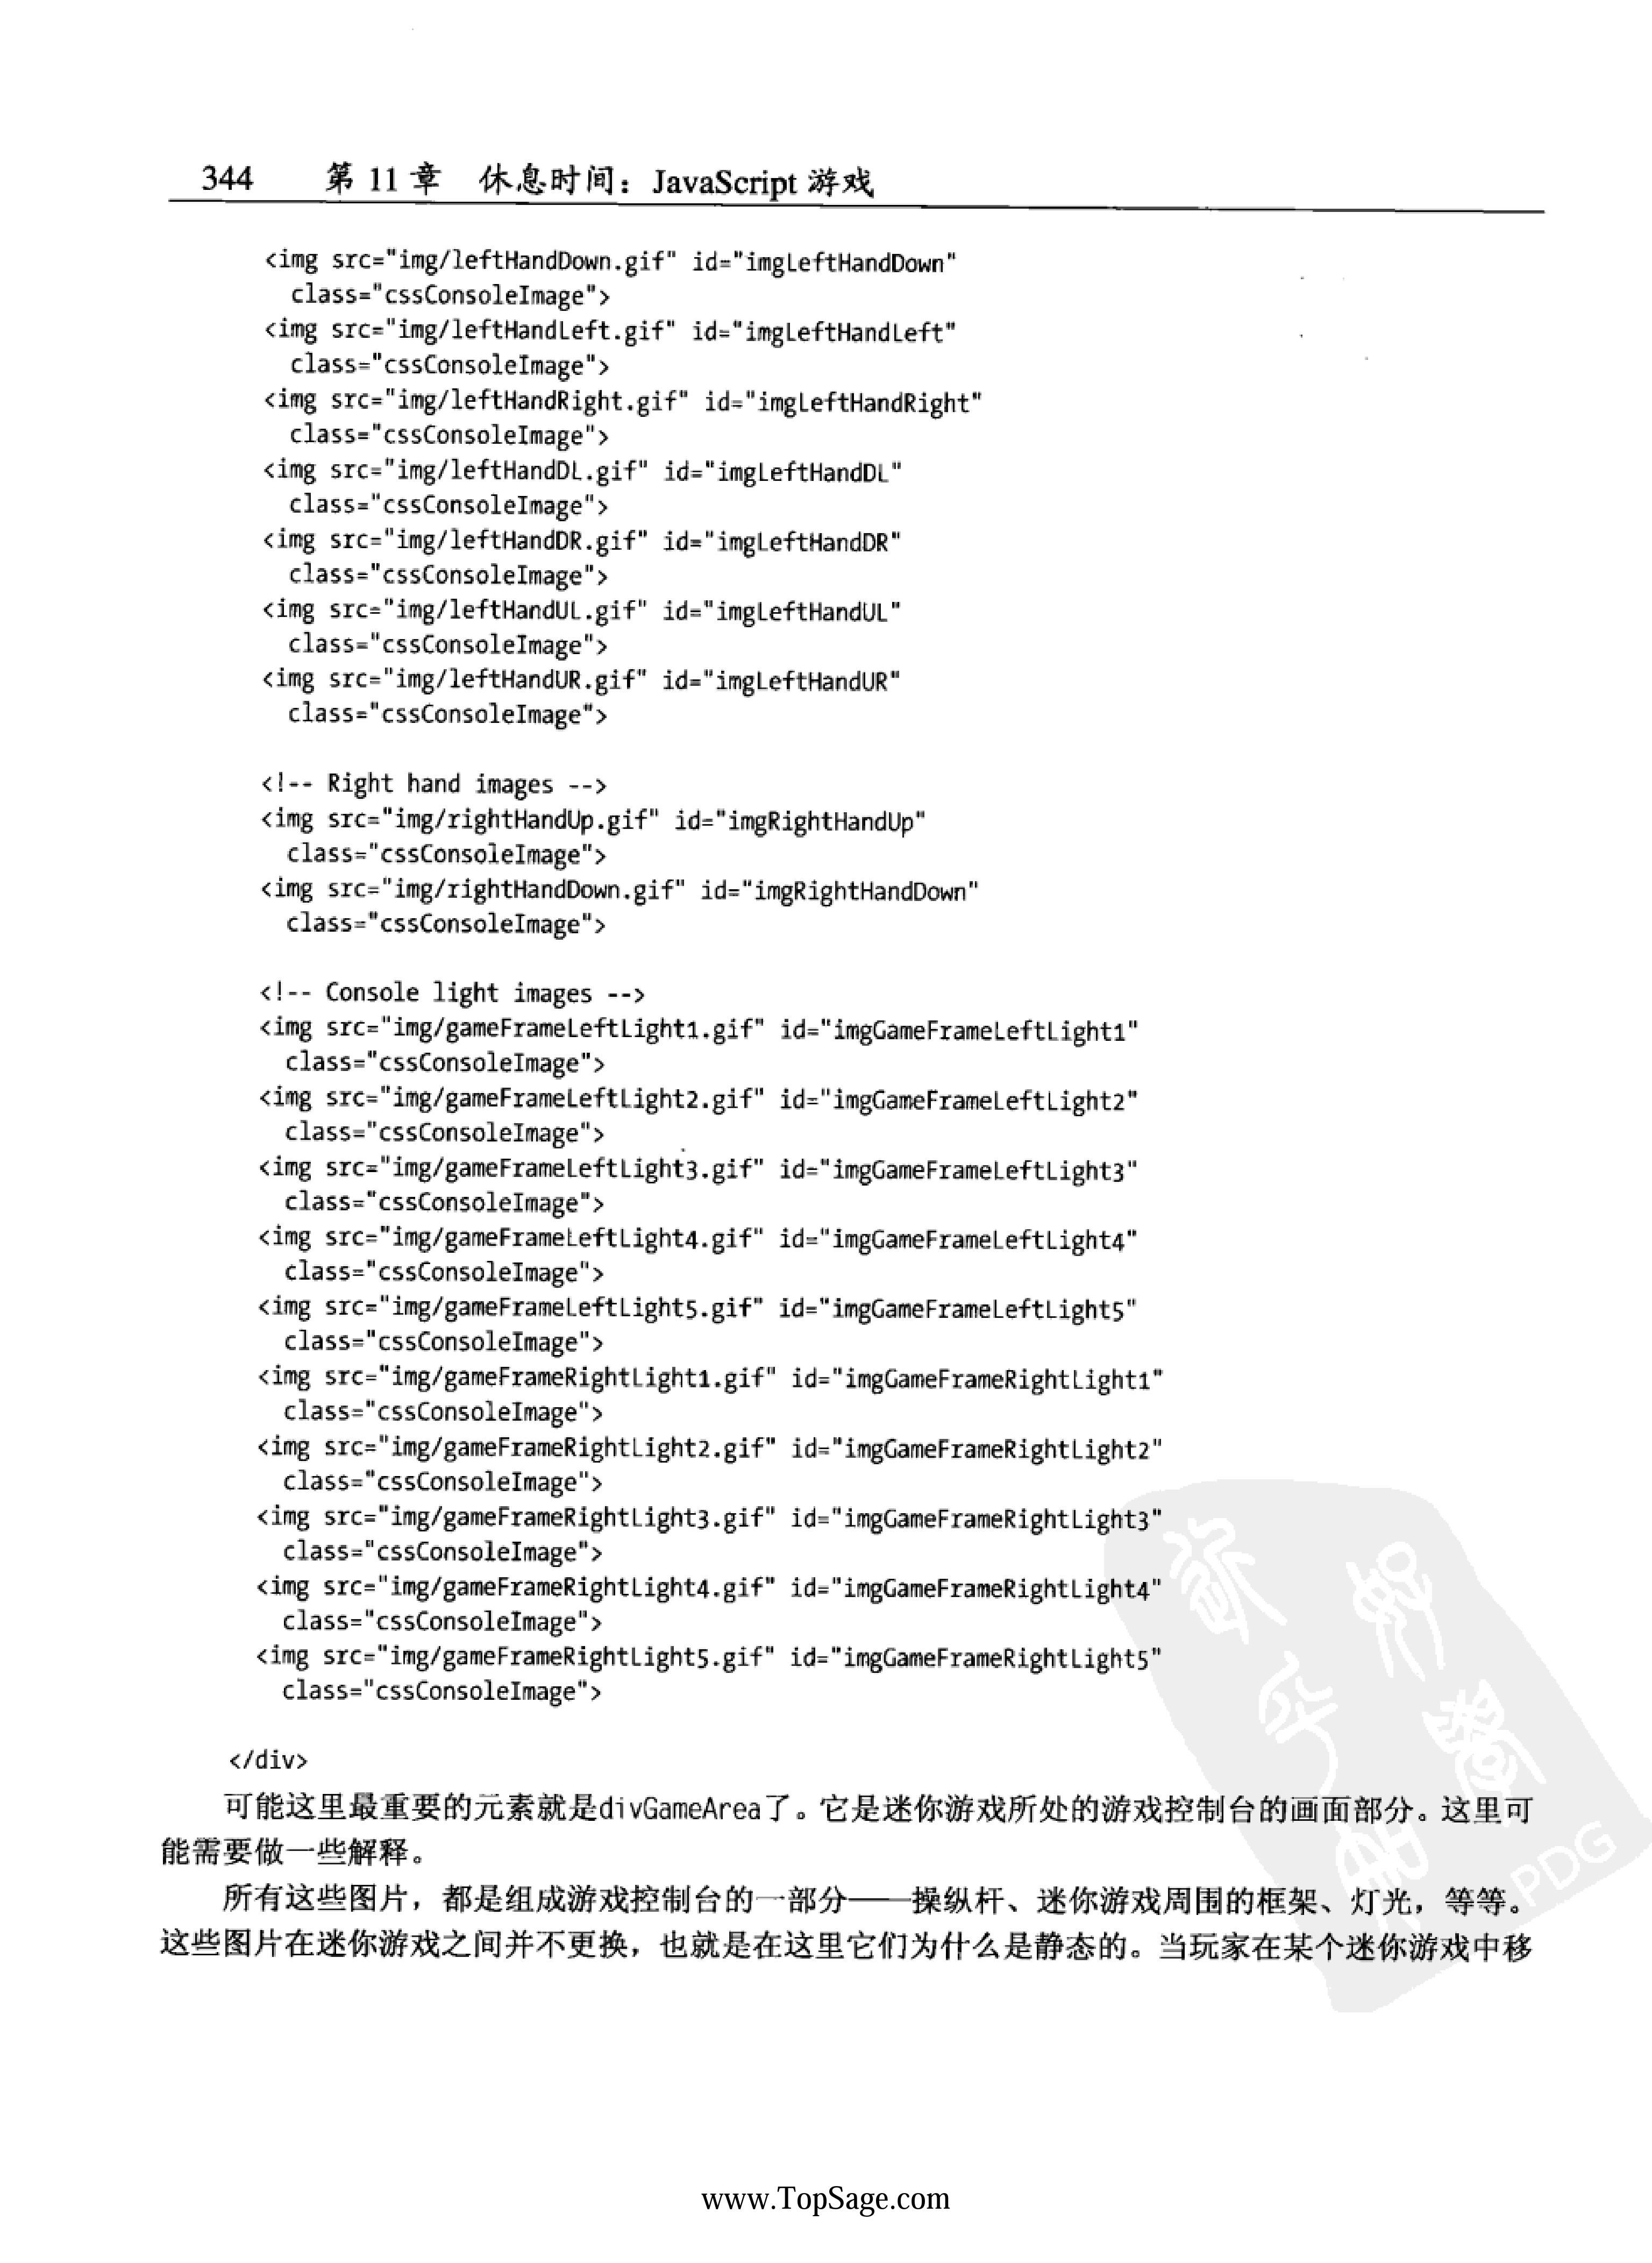 344 第 11 章 休息时间：JavaScript 游戏
<img src="img/leftHandDown.gif" id="imgLeftHandDown"
class="cssConsoleImage">
<img src="img/leftHandLeft.gif" id="imgLeftHandLeft"
class="cssConsoleImage">
<img src="img/leftHandRight.gif" id="imgLeftHandRight"
class="cssConsoleImage">
<img src="img/leftHandDL.gif" id="imgLeftHandDL"
class="cssConsoleImage">
<img src="img/leftHandDR.gif" id="imgLeftHandDR"
class="cssConsoleImage">
<img src="img/leftHandUL.gif" id="imgLeftHandUL"
class="cssConsoleImage">
<img src="img/leftHandUR.gif" id="imgLeftHandUR"
class="cssConsoleImage">
<!-- Right hand images -->
<img src="img/rightHandUp.gif" id="imgRightHandUp"
class="cssConsoleImage">
<img src="img/rightHandDown.gif" id="imgRightHandDown"
class="cssConsoleImage">
<!-- Console light images -->
<img src="img/gameFrameLeftLight1.gif" id="imgGameFrameLeftLight1"
class="cssConsoleImage">
<img src="img/gameFrameLeftLight2.gif" id="imgGameFrameLeftLight2"
class="cssConsoleImage">
<img src="img/gameFrameLeftLight3.gif" id="imgGameFrameLeftLight3"
class="cssConsoleImage">
<img src="img/gameFrameLeftLight4.gif" id="imgGameFrameLeftLight4"
class="cssConsoleImage">
<img src="img/gameFrameLeftLight5.gif" id="imgGameFrameLeftLight5"
class="cssConsoleImage">
<img src="img/gameFrameRightLight1.gif" id="imgGameFrameRightLight1"
class="cssConsoleImage">
<img src="img/gameFrameRightLight2.gif" id="imgGameFrameRightLight2"
class="cssConsoleImage">
<img src="img/gameFrameRightLight3.gif" id="imgGameFrameRightLight3"
class="cssConsoleImage">
<img src="img/gameFrameRightLight4.gif" id="imgGameFrameRightLight4"
class="cssConsoleImage">
<img src="img/gameFrameRightLight5.gif" id="imgGameFrameRightLight5"
class="cssConsoleImage">
</div>
可能这里最重要的元素就是divGameArea了。它是迷你游戏所处的游戏控制台的画面部分。这里可
能需要做一些解释。
所有这些图片，都是组成游戏控制台的一部分——操纵杆、迷你游戏周围的框架、灯光，等等。
这些图片在迷你游戏之间并不更换，也就是在这里它们为什么是静态的。当玩家在某个迷你游戏中移
PDG
www.TopSage.com